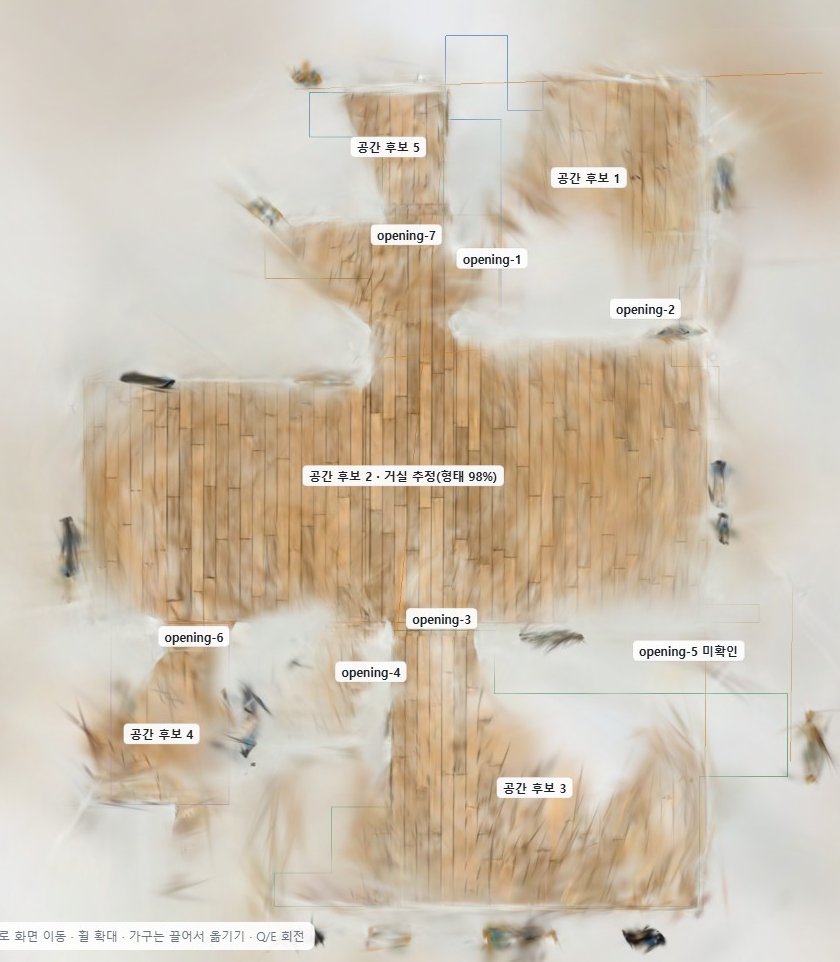 공간 후보 5
공간 후보 1
opening-7
opening-1
opening-2
공간 후보 2 · 거실 추정(형태 98%)
opening-3
opening-6
opening-5 미확인
opening-4
공간 후보 4
공간 후보 3
로 화면 이동 · 휠 확대 · 가구는 끌어서 옮기기 · Q/E 회전